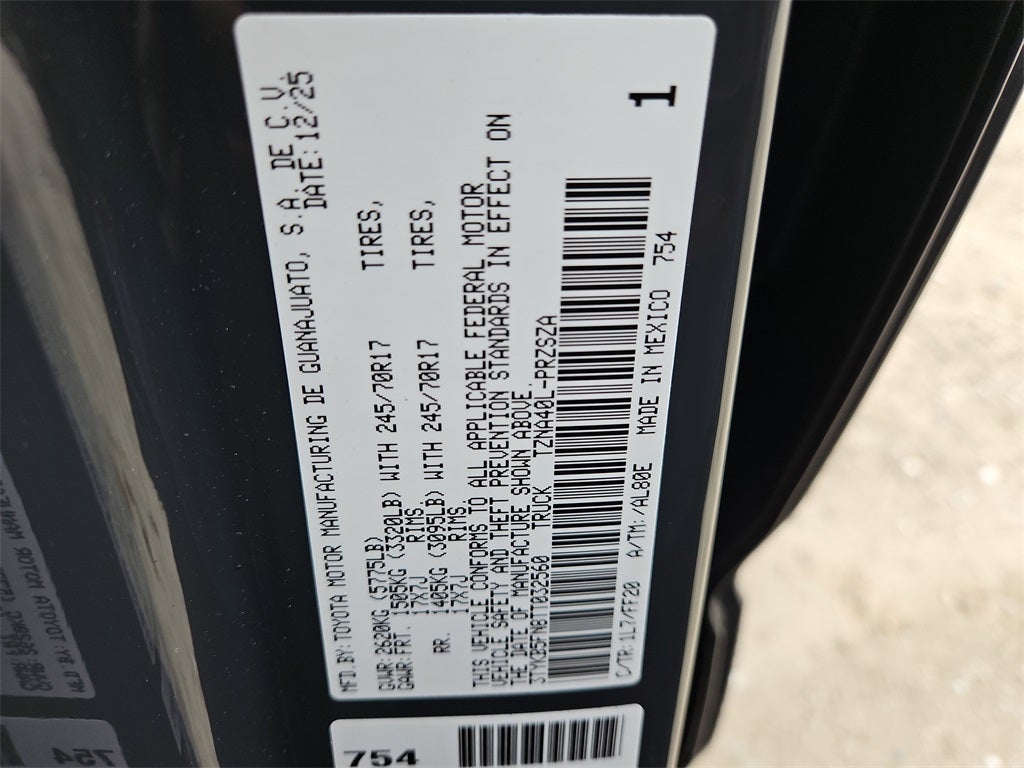 MFD.BY:TOYOTA MOTOR MANUFACTURING DE GUANAJUATO, S.A. DE C.V.
DATE:12/25
GVWR:2620KG (5775LB)
GAWR:FRT. 1505KG (3320LB) WITH 245/70R17 TIRES,
17X7J RIMS.
RR. 1405KG (3095LB) WITH 245/70R17 TIRES,
17X7J RIMS.
THIS VEHICLE CONFORMS TO ALL APPLICABLE FEDERAL MOTOR
VEHICLE SAFETY AND THEFT PREVENTION STANDARDS IN EFFECT ON
THE DATE OF MANUFACTURE SHOWN ABOVE.
3TYKB5FN8TT032560 TRUCK TZNA40L-PRZSZA
1
C/TR:1L7/FF20 A/TM:/AL80E MADE IN MEXICO 754
754